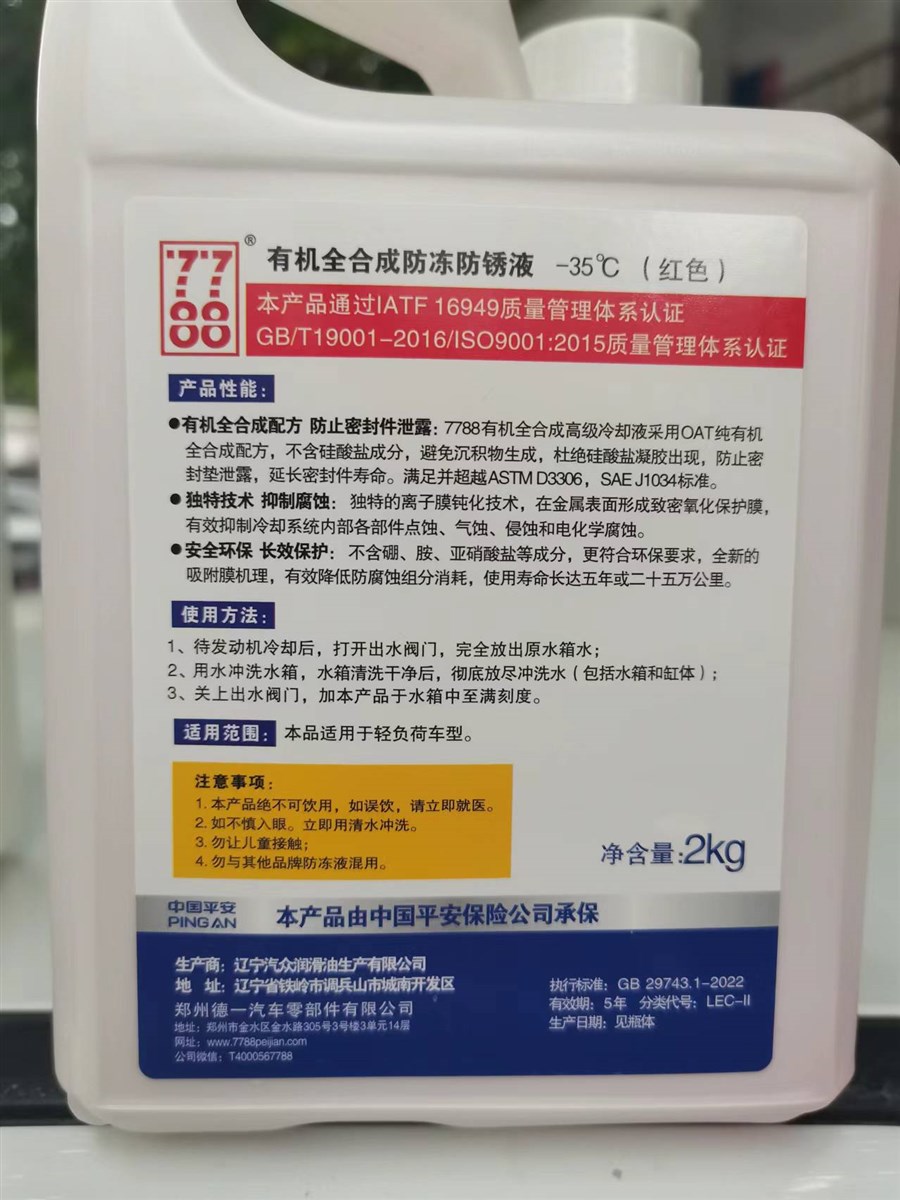 7788®
有机全合成防冻防锈液 -35℃ （红色）
本产品通过IATF 16949质量管理体系认证
GB/T19001-2016/ISO9001:2015质量管理体系认证
产品性能：
●有机全合成配方 防止密封件泄露：7788有机全合成高级冷却液采用OAT纯有机
全合成配方，不含硅酸盐成分，避免沉积物生成，杜绝硅酸盐凝胶出现，防止密
封垫泄露，延长密封件寿命。满足并超越ASTM D3306，SAE J1034标准。
●独特技术 抑制腐蚀： 独特的离子膜钝化技术，在金属表面形成致密氧化保护膜，
有效抑制冷却系统内部各部件点蚀、气蚀、侵蚀和电化学腐蚀。
●安全环保 长效保护： 不含硼、胺、亚硝酸盐等成分，更符合环保要求，全新的
吸附膜机理，有效降低防腐蚀组分消耗，使用寿命长达五年或二十五万公里。
使用方法：
1、待发动机冷却后，打开出水阀门，完全放出原水箱水；
2、用水冲洗水箱，水箱清洗干净后，彻底放尽冲洗水（包括水箱和缸体）；
3、关上出水阀门，加本产品于水箱中至满刻度。
适用范围： 本品适用于轻负荷车型。
注意事项：
1. 本产品绝不可饮用，如误饮，请立即就医。
2. 如不慎入眼。立即用清水冲洗。
3. 勿让儿童接触；
4. 勿与其他品牌防冻液混用。
净含量：2kg
中国平安
PING AN
本产品由中国平安保险公司承保
生产商：辽宁汽众润滑油生产有限公司
地 址：辽宁省铁岭市调兵山市城南开发区
郑州德一汽车零部件有限公司
地址：郑州市金水区金水路305号3号楼3单元14层
网址：www.7788peijian.com
公司微信：T4000567788
执行标准：GB 29743.1-2022
有效期：5年 分类代号：LEC-II
生产日期：见瓶体